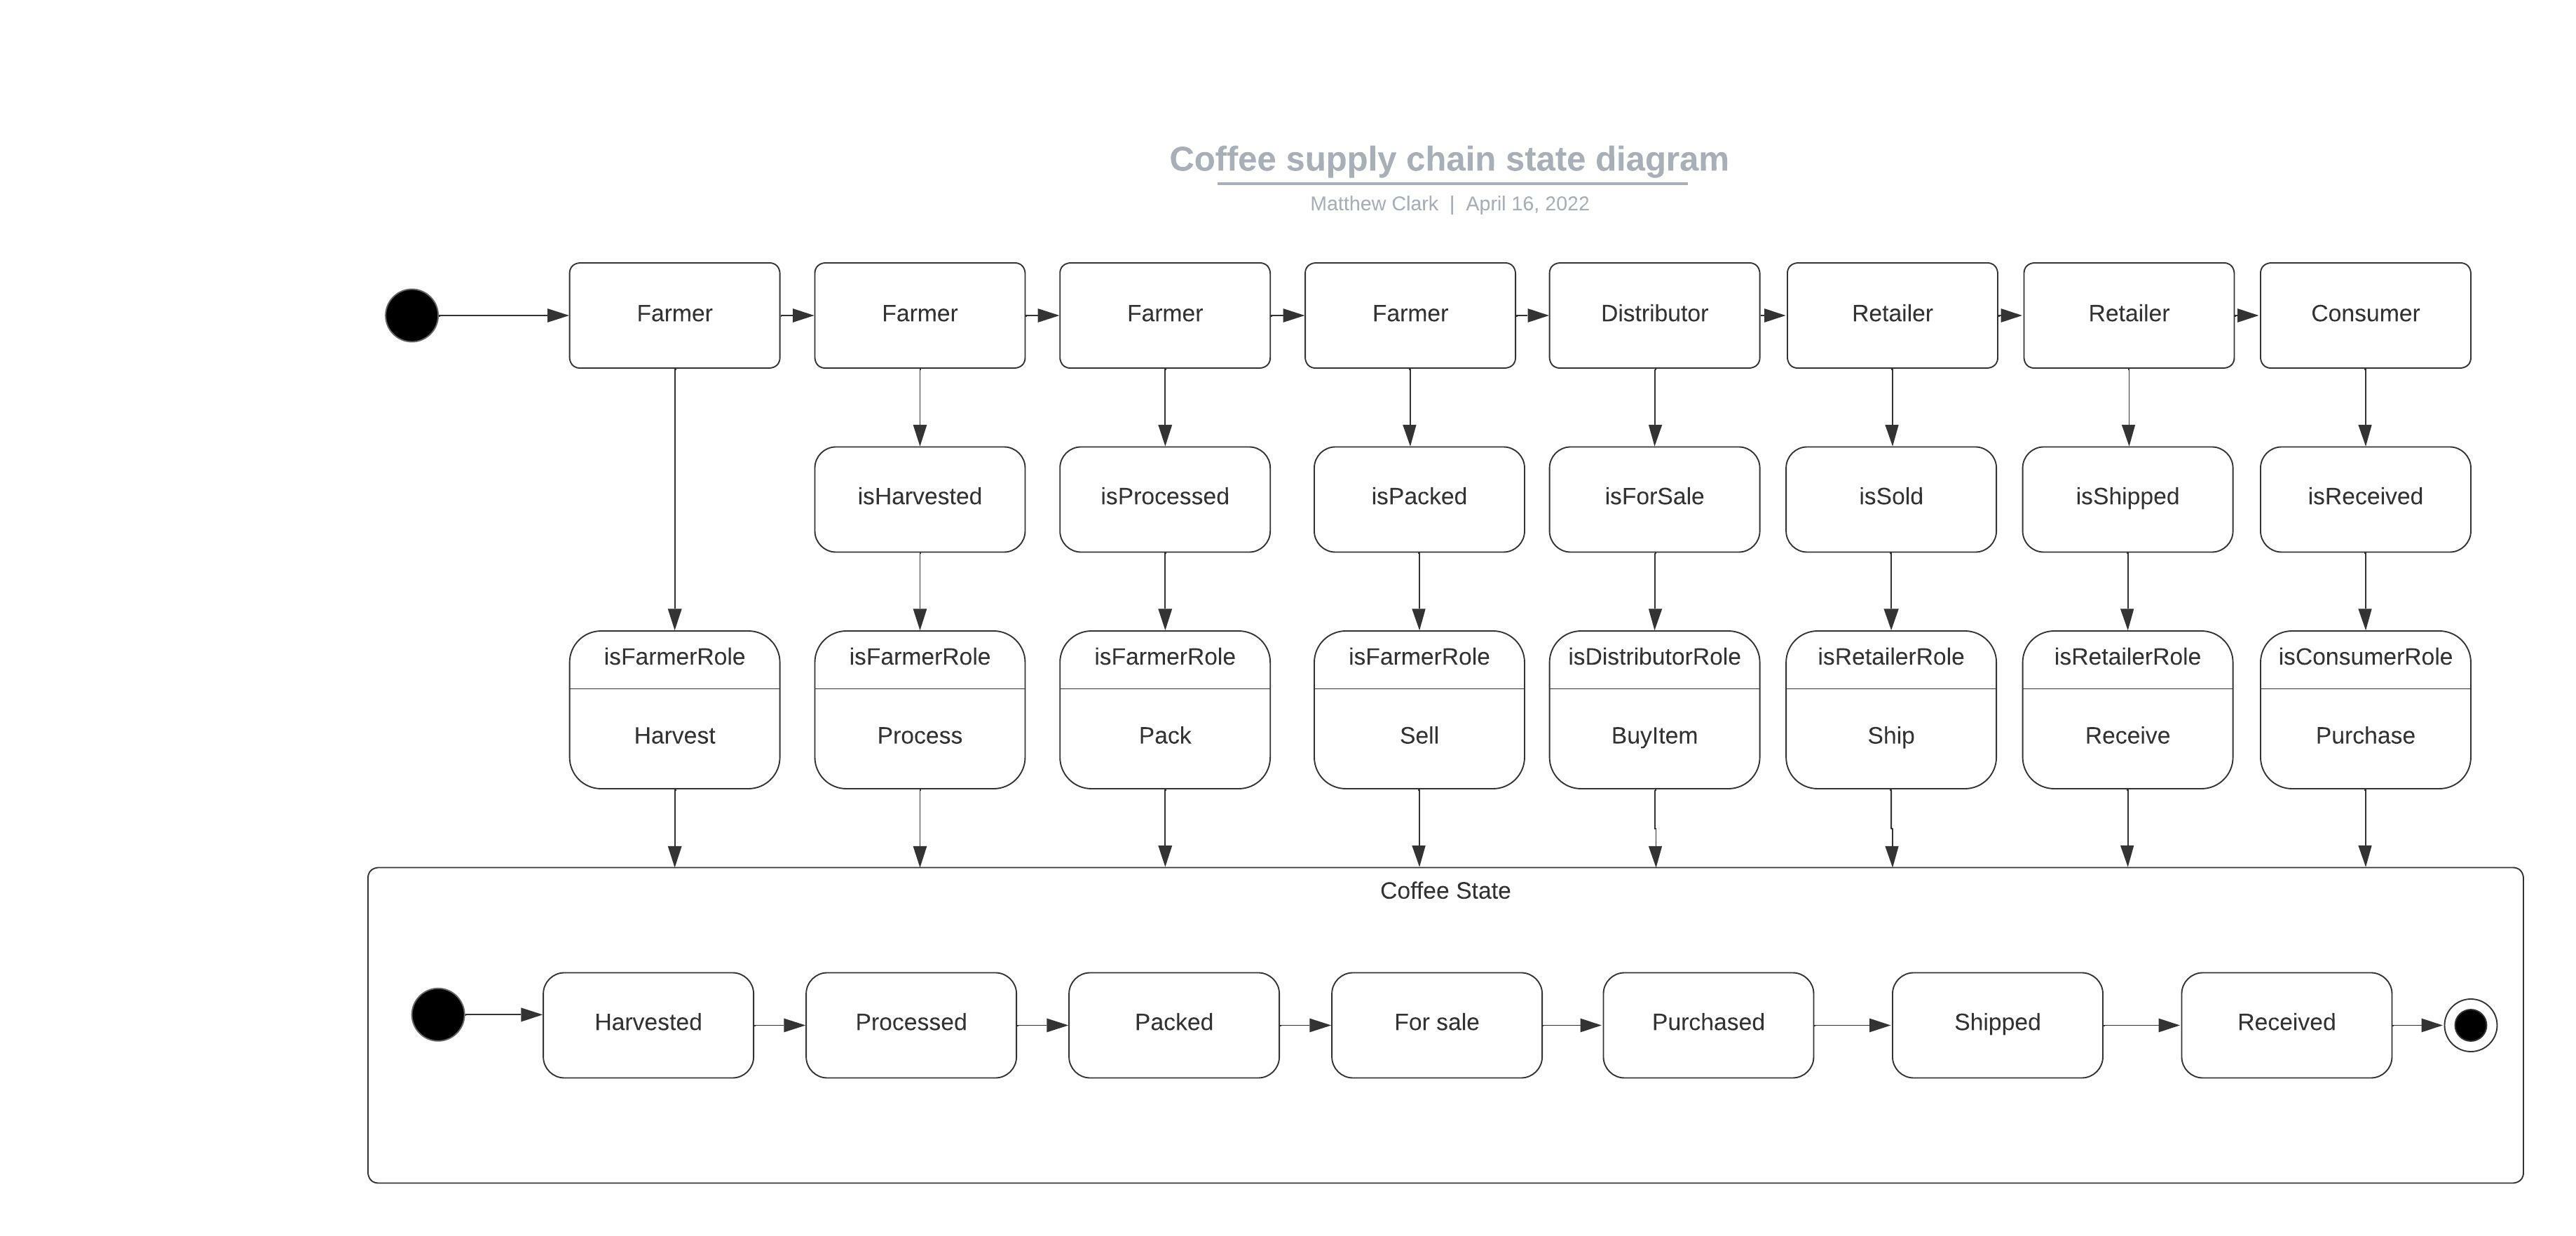 Coffee supply chain state diagram
Matthew Clark | April 16, 2022
Farmer
Farmer
Farmer
Farmer
Distributor
Retailer
Retailer
Consumer
isHarvested
isProcessed
isPacked
isForSale
isSold
isShipped
isReceived
isFarmerRole
isFarmerRole
isFarmerRole
isFarmerRole
isDistributorRole
isRetailerRole
isRetailerRole
isConsumerRole
Harvest
Process
Pack
Sell
BuyItem
Ship
Receive
Purchase
Coffee State
Harvested
Processed
Packed
For sale
Purchased
Shipped
Received